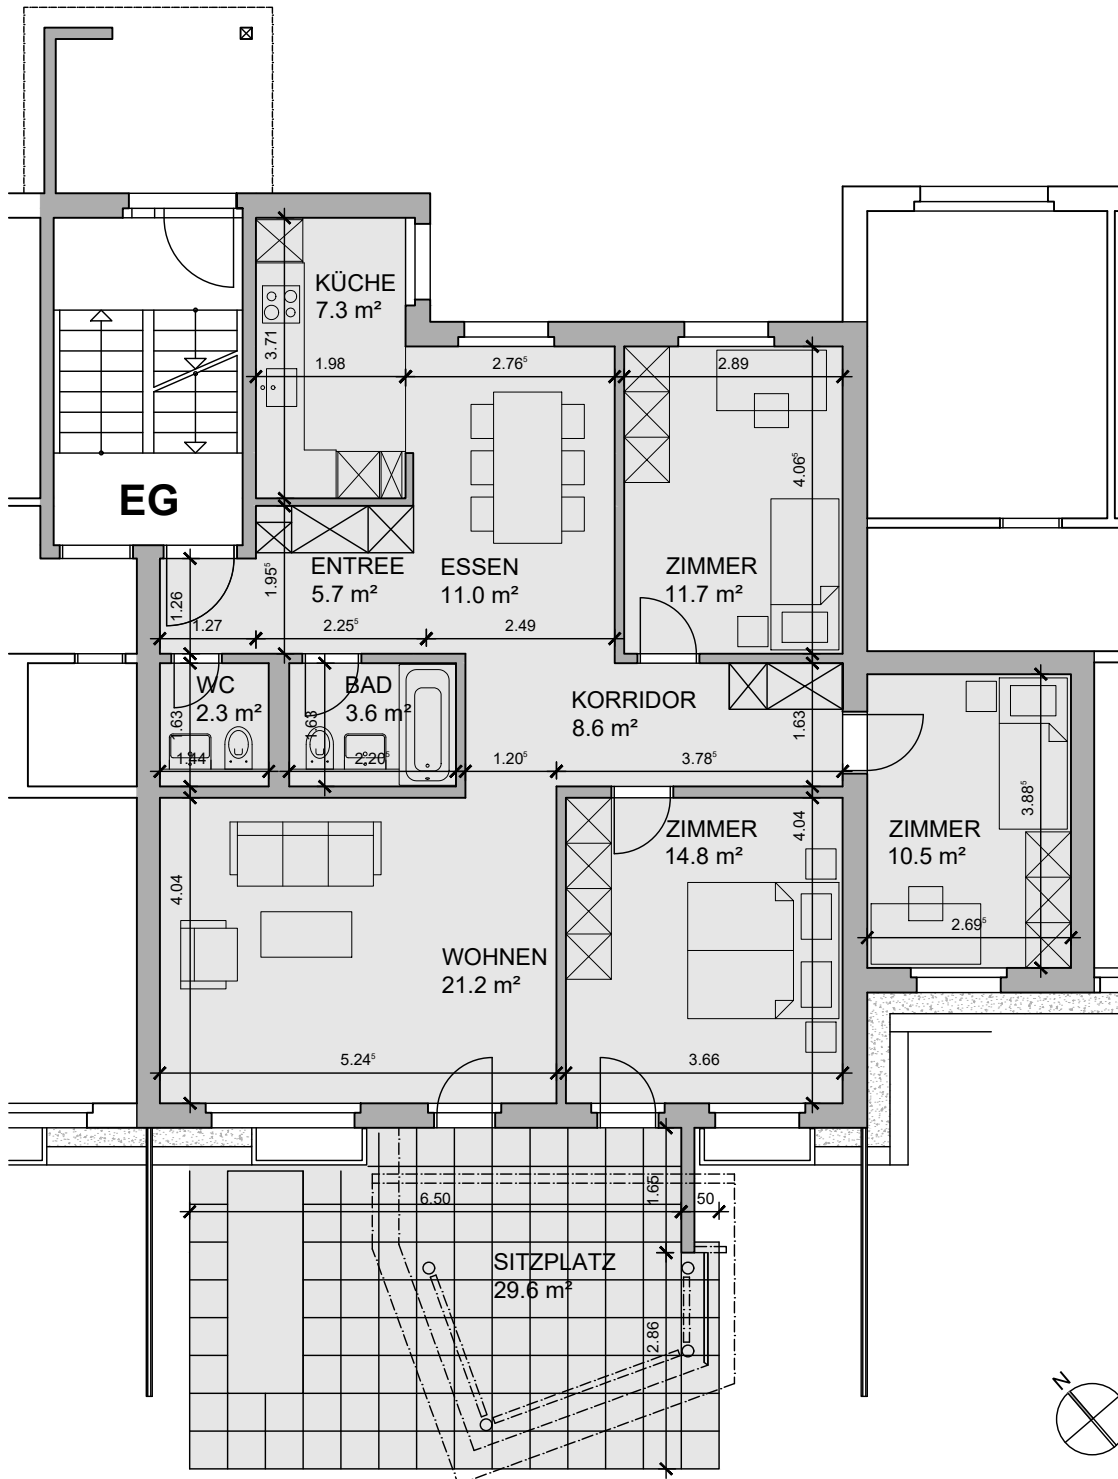 KÜCHE
7.3 m²
3.71
1.98
2.76⁵
2.89
4.06⁵
EG
ENTREE
5.7 m²
ESSEN
11.0 m²
ZIMMER
11.7 m²
1.95⁵
1.26
1.27
2.25⁵
2.49
WC
2.3 m²
BAD
3.6 m²
KORRIDOR
8.6 m²
1.63
1.63
1.63
1.44
2.20⁵
1.20⁵
3.78⁵
3.88⁵
ZIMMER
14.8 m²
4.04
ZIMMER
10.5 m²
4.04
2.69⁵
WOHNEN
21.2 m²
5.24⁵
3.66
6.50
1.65
50
SITZPLATZ
29.6 m²
2.86
N